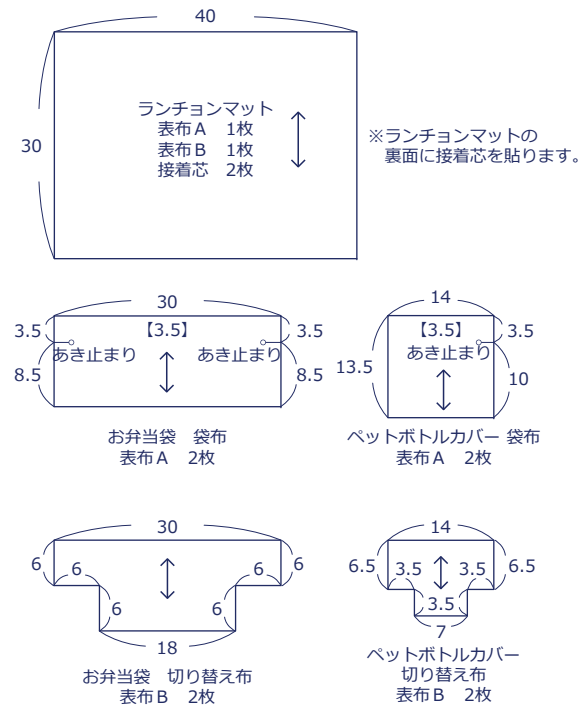 40
30
ランチョンマット
表布A 1枚
表布B 1枚
接着芯 2枚
※ランチョンマットの
裏面に接着芯を貼ります。
30
3.5
【3.5】
3.5
あき止まり
あき止まり
8.5
8.5
お弁当袋 袋布
表布A 2枚
14
【3.5】
3.5
あき止まり
13.5
10
ペットボトルカバー 袋布
表布A 2枚
30
6
6
6
6
6
6
18
お弁当袋 切り替え布
表布B 2枚
14
6.5
3.5
3.5
6.5
3.5
7
ペットボトルカバー
切り替え布
表布B 2枚